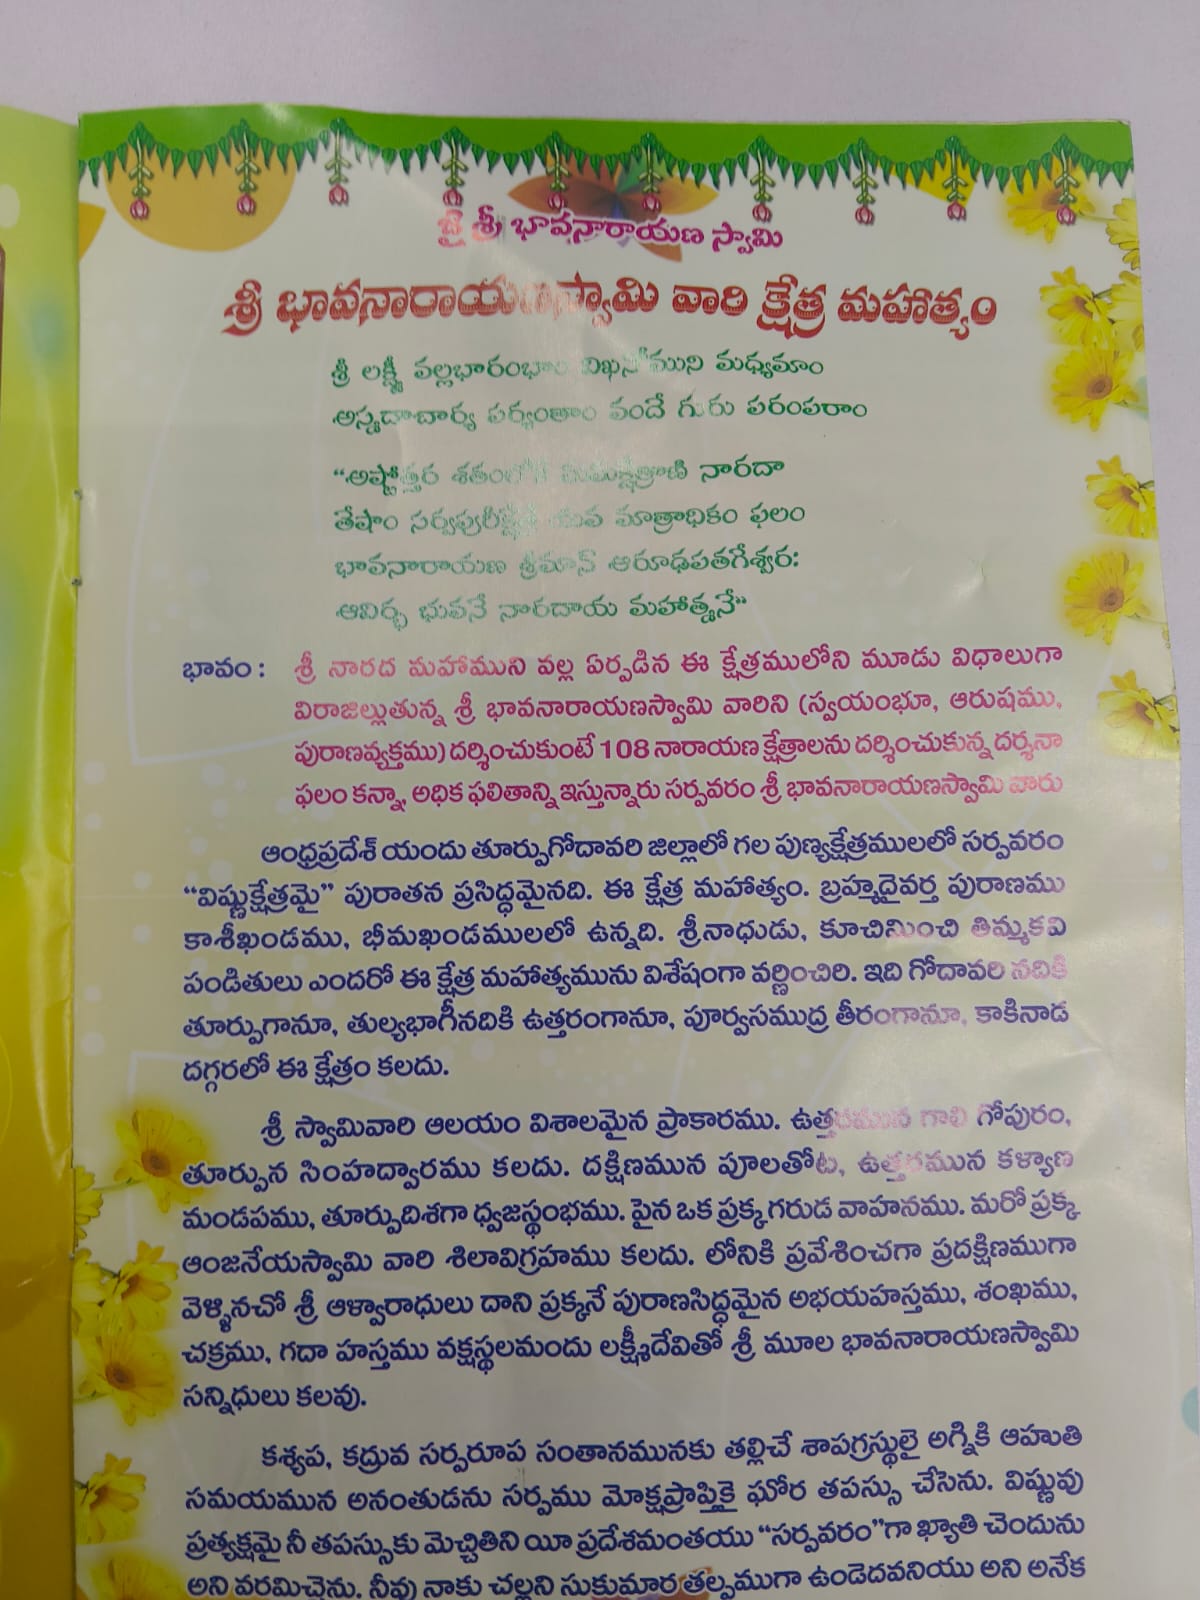 జై శ్రీ భావనారాయణ స్వామి
శ్రీ భావనారాయణస్వామి వారి క్షేత్ర మహాత్యం
శ్రీ లక్ష్మీ వల్లభారంభాం విఖనోముని మధ్యమాం
అస్మదాచార్య పర్యంతాం వందే గురు పరంపరాం
“అష్టోత్తర నారదా
తేషాం మాత్రాధికం ఫలం
భావనారాయణ శ్రీమాన్ ఆరూఢపతగేశ్వర:
ఆవిర్భ భువనే నారదాయ మహాత్మనే”
భావం : శ్రీ నారద మహాముని వల్ల ఏర్పడిన ఈ క్షేత్రములోని మూడు విధాలుగా
విరాజిల్లుతున్న శ్రీ భావనారాయణస్వామి వారిని (స్వయంభూ, ఆరుషము,
పురాణవ్యక్తము) దర్శించుకుంటే 108 నారాయణ క్షేత్రాలను దర్శించుకున్న దర్శనా
ఫలం కన్నా, అధిక ఫలితాన్ని ఇస్తున్నారు సర్పవరం శ్రీ భావనారాయణస్వామి వారు
ఆంధ్రప్రదేశ్ యందు తూర్పుగోదావరి జిల్లాలో గల పుణ్యక్షేత్రములలో సర్పవరం
“విష్ణుక్షేత్రమై” పురాతన ప్రసిద్ధమైనది. ఈ క్షేత్ర మహాత్యం. బ్రహ్మదైవర్త పురాణము
కాశీఖండము, భీమఖండములలో ఉన్నది. శ్రీనాధుడు, కూచిమించి తిమ్మకవి
పండితులు ఎందరో ఈ క్షేత్ర మహాత్యమును విశేషంగా వర్ణించిరి. ఇది గోదావరి నదికి
తూర్పుగానూ, తుల్యభాగీనదికి ఉత్తరంగానూ, పూర్వసముద్ర తీరంగానూ, కాకినాడ
దగ్గరలో ఈ క్షేత్రం కలదు.
శ్రీ స్వామివారి ఆలయం విశాలమైన ప్రాకారము. ఉత్తరమున గాలి గోపురం,
తూర్పున సింహద్వారము కలదు. దక్షిణమున పూలతోట, ఉత్తరమున కళ్యాణ
మండపము, తూర్పుదిశగా ధ్వజస్థంభము. పైన ఒక ప్రక్క గరుడ వాహనము. మరో ప్రక్క
ఆంజనేయస్వామి వారి శిలావిగ్రహము కలదు. లోనికి ప్రవేశించగా ప్రదక్షిణముగా
వెళ్ళినచో శ్రీ ఆళ్వారాధులు దాని ప్రక్కనే పురాణసిద్ధమైన అభయహస్తము, శంఖము,
చక్రము, గదా హస్తము వక్షస్థలమందు లక్ష్మీదేవితో శ్రీ మూల భావనారాయణస్వామి
సన్నిధులు కలవు.
కశ్యప, కద్రువ సర్పరూప సంతానమునకు తల్లిచే శాపగ్రస్థులై అగ్నికి ఆహుతి
సమయమున అనంతుడను సర్పము మోక్షప్రాప్తికై ఘోర తపస్సు చేసెను. విష్ణువు
ప్రత్యక్షమై నీ తపస్సుకు మెచ్చితిని యీ ప్రదేశమంతయు “సర్పవరం”గా ఖ్యాతి చెందును
అని వరమిచ్చెను. నీవు నాకు చల్లని సుకుమార తల్పముగా ఉండెదవనియు అని అనేక